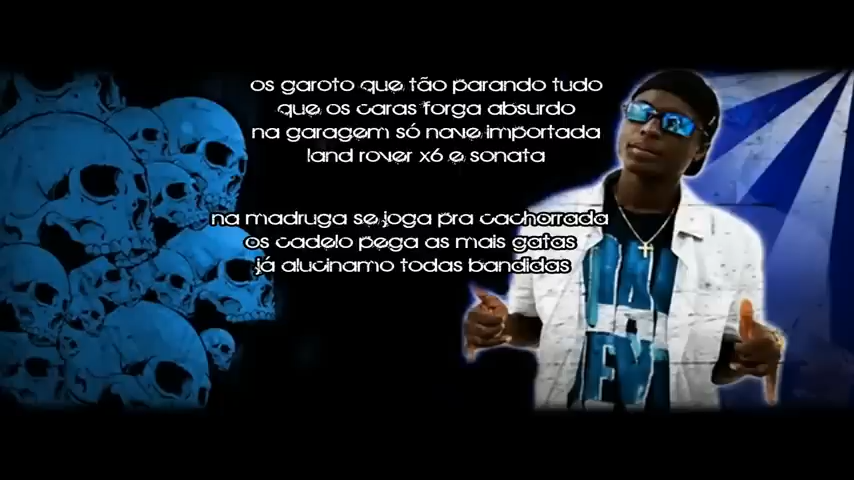 os garoto que tão parando tudo
que os caras forga absurdo
na garagem só nave importada
land rover x6 e sonata
na madruga se joga pra cachorrada
os cadelo pega as mais gatas
já alucinamo todas bandidas